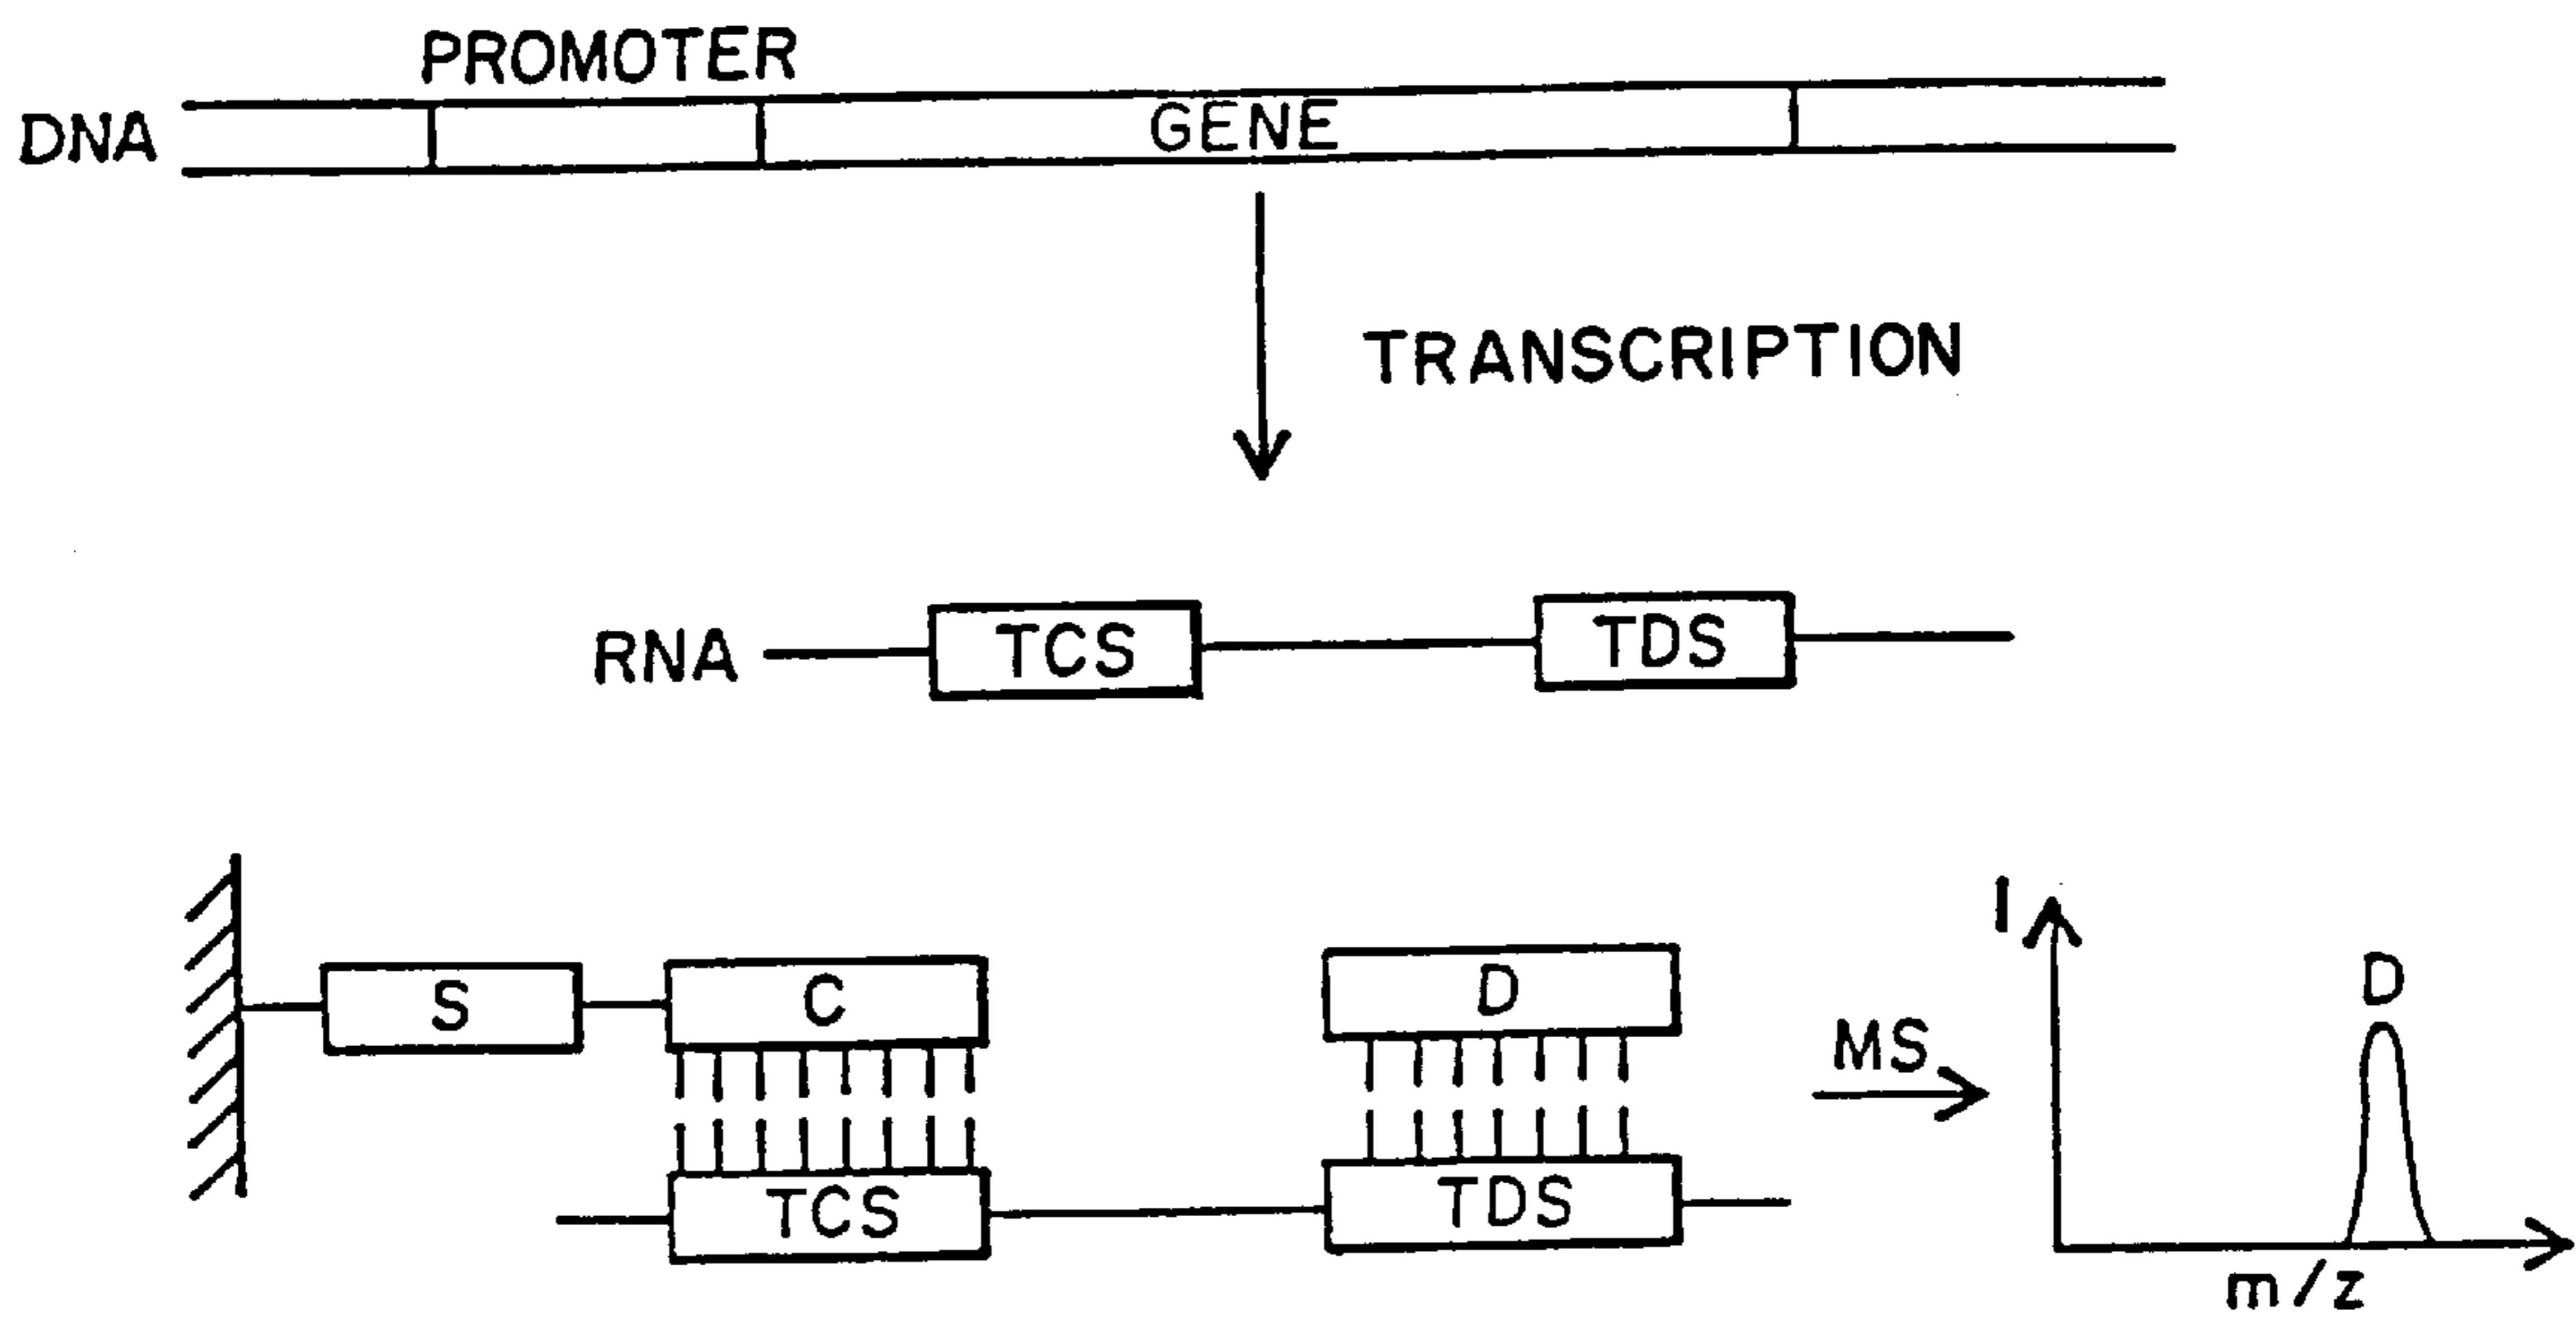 PROMOTER
DNA
GENE
TRANSCRIPTION
RNA
TCS
TDS
S
C
D
TCS
TDS
MS
I
D
m/z